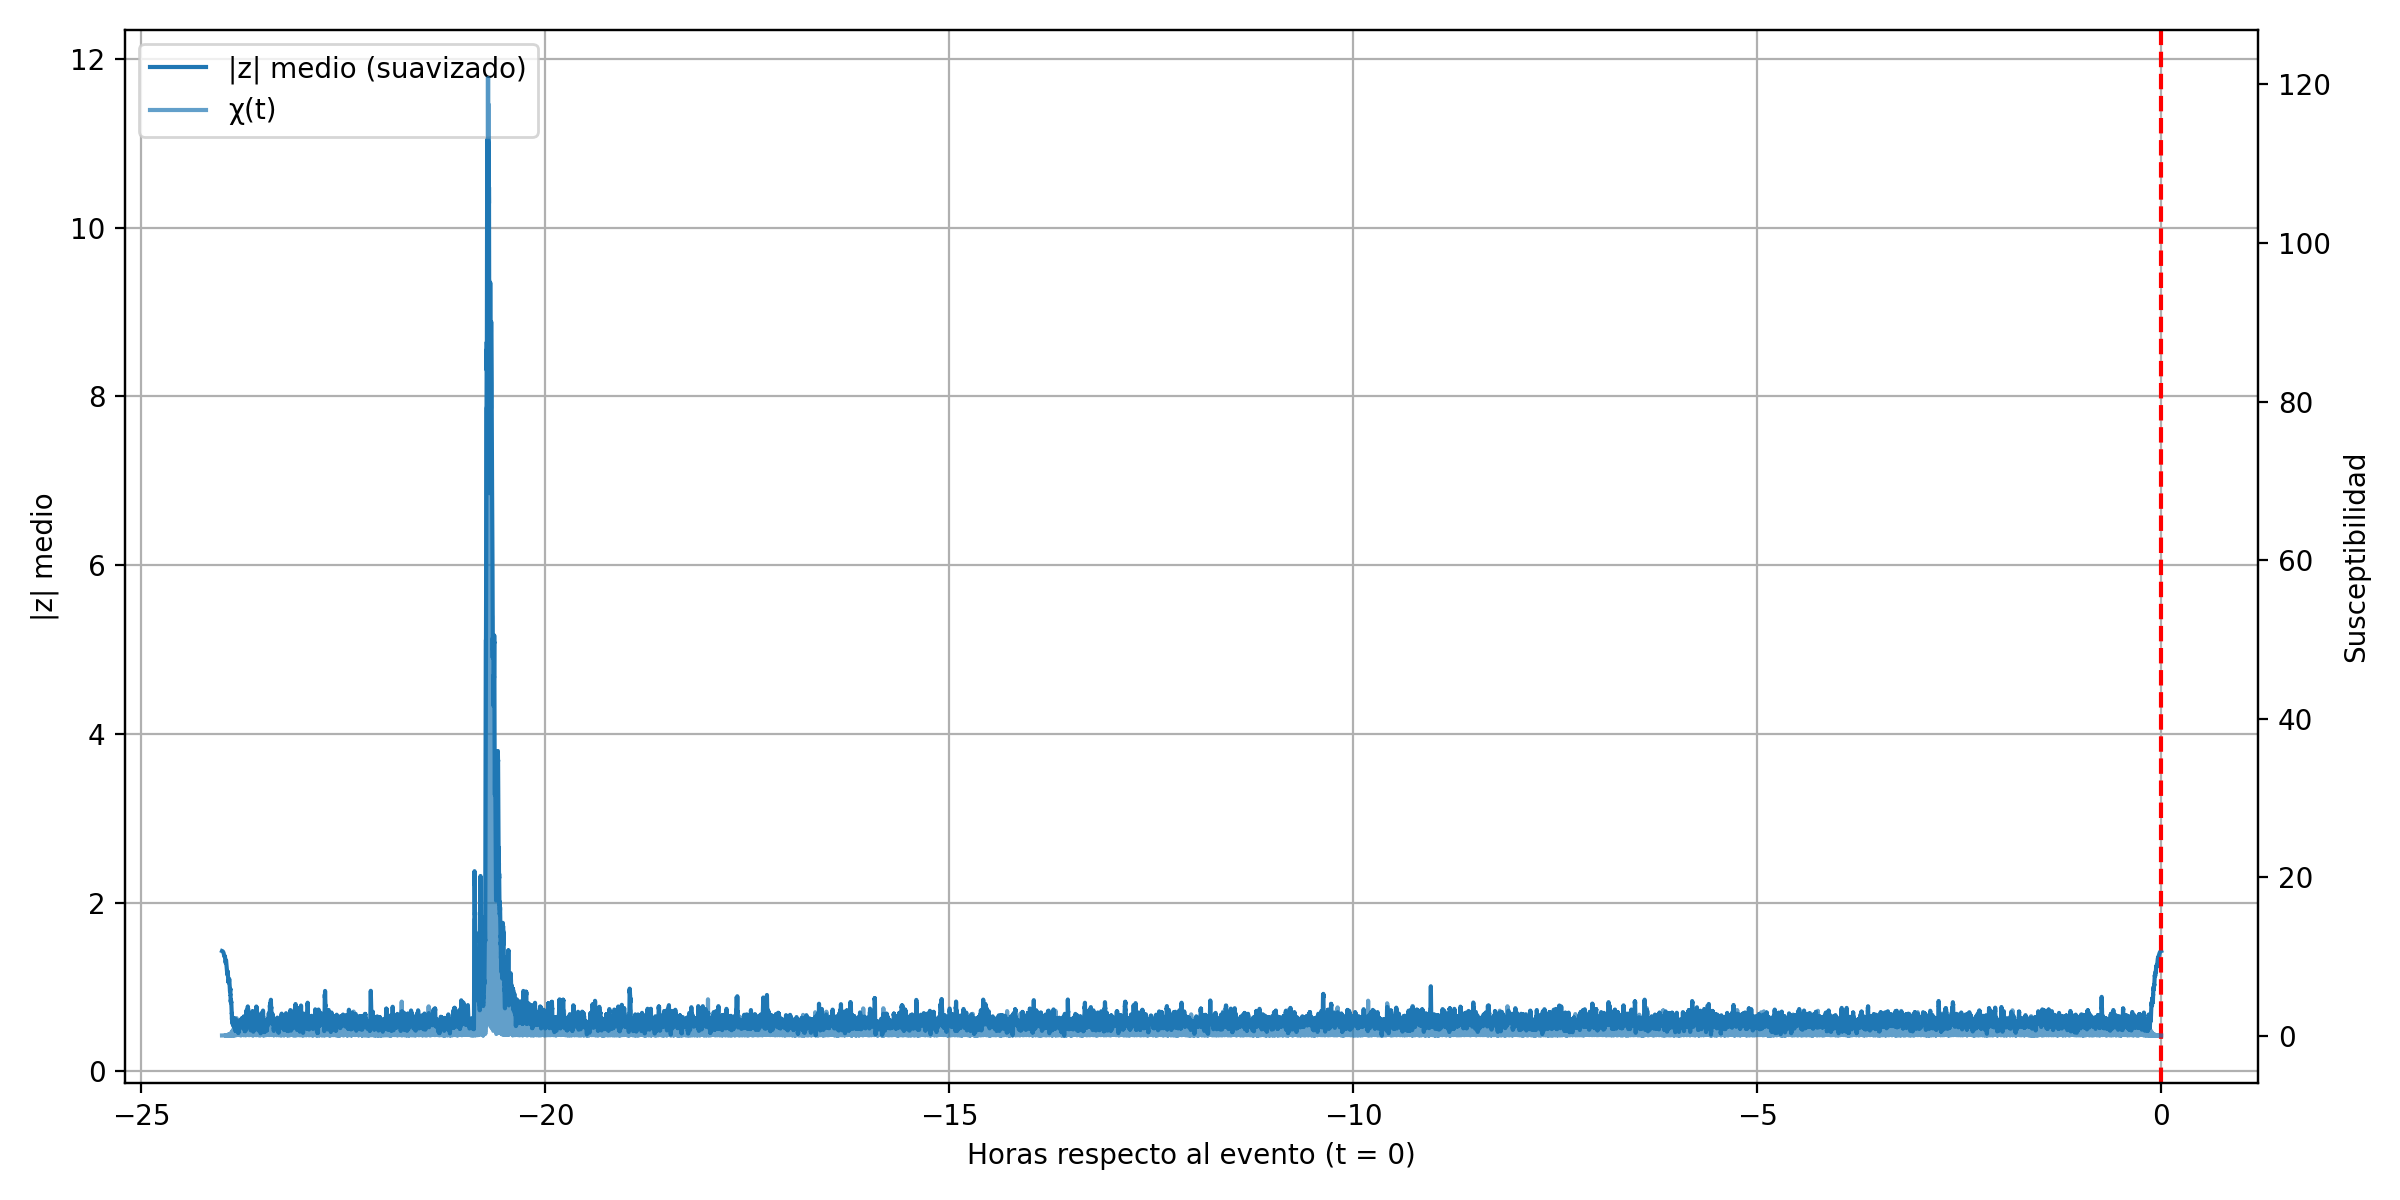 |z| medio (suavizado)
χ(t)
12
10
8
6
4
2
0
|z| medio
120
100
80
60
40
20
0
Susceptibilidad
−25 −20 −15 −10 −5 0
Horas respecto al evento (t = 0)